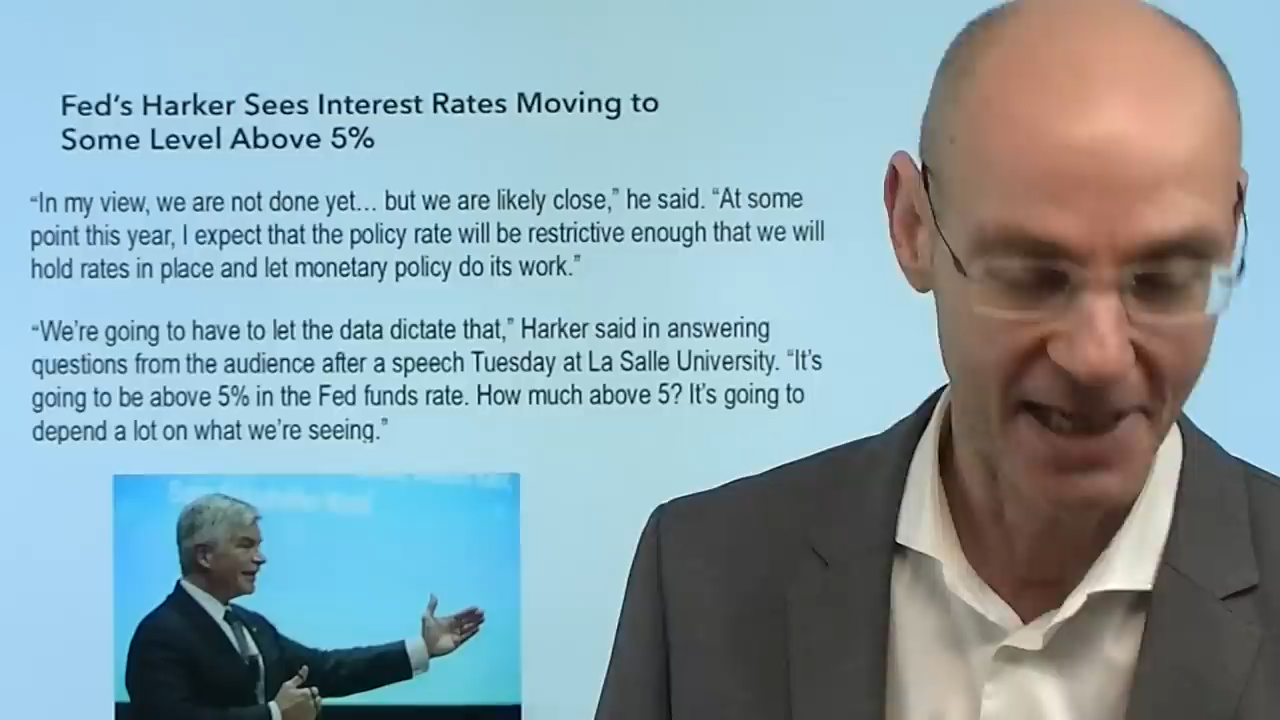 Fed’s Harker Sees Interest Rates Moving to
Some Level Above 5%
“In my view, we are not done yet… but we are likely close,” he said. “At some
point this year, I expect that the policy rate will be restrictive enough that we will
hold rates in place and let monetary policy do its work.”
“We’re going to have to let the data dictate that,” Harker said in answering
questions from the audience after a speech Tuesday at La Salle University. “It’s
going to be above 5% in the Fed funds rate. How much above 5? It’s going to
depend a lot on what we’re seeing.”